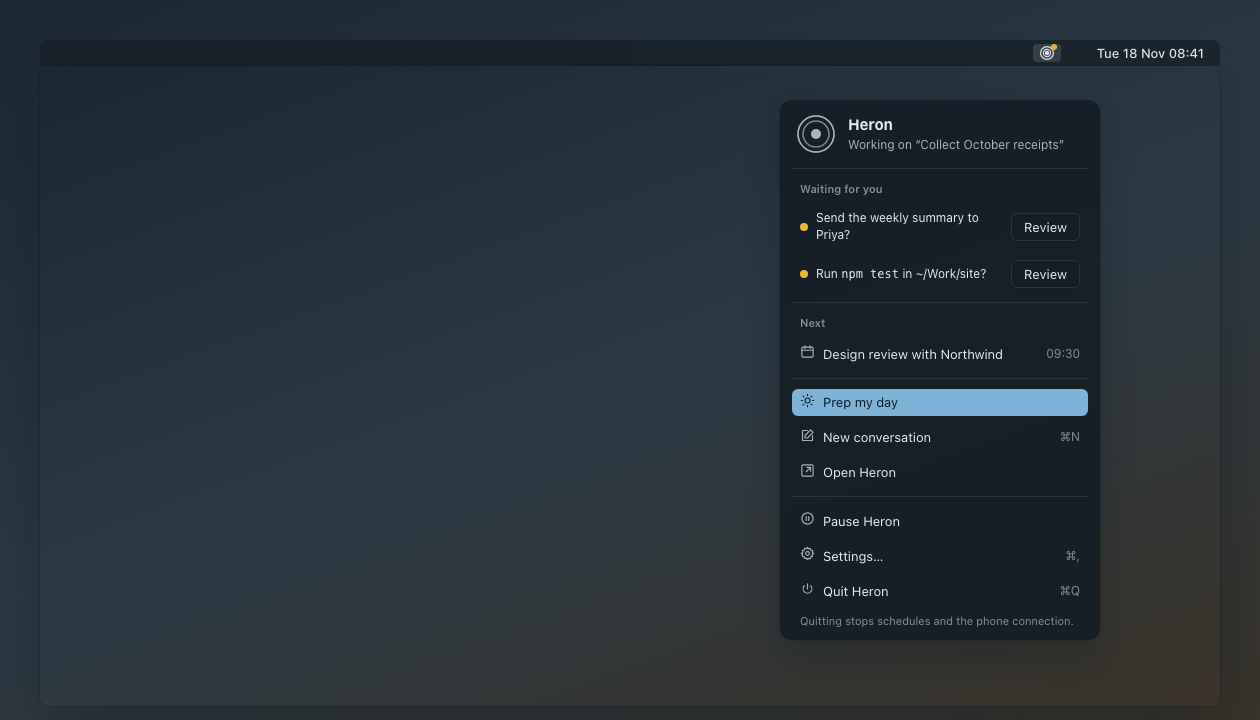 Tue 18 Nov 08:41
Heron
Working on “Collect October receipts”
Waiting for you
Send the weekly summary to
Priya?
Review
Run npm test in ~/Work/site?
Review
Next
Design review with Northwind 09:30
Prep my day
New conversation ⌘N
Open Heron
Pause Heron
Settings… ⌘,
Quit Heron ⌘Q
Quitting stops schedules and the phone connection.